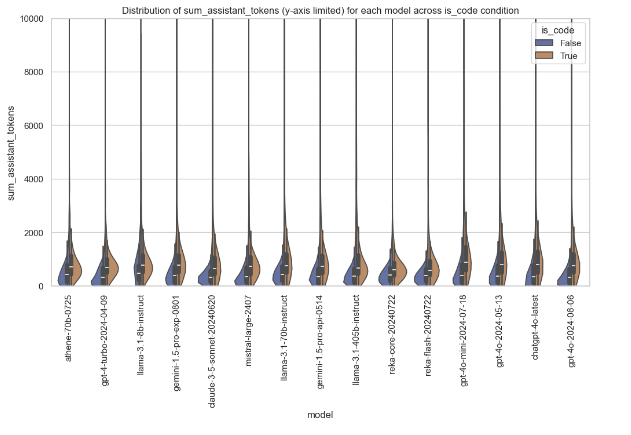 Distribution of sum_assistant_tokens (y-axis limited) for each model across is_code condition
is_code
False
True
10000
8000
6000
4000
2000
0
sum_assistant_tokens
athene-70b-0725
gpt-4-turbo-2024-04-09
llama-3.1-8b-instruct
gemini-1.5-pro-exp-0801
claude-3-5-sonnet-20240620
mistral-large-2407
llama-3.1-70b-instruct
gemini-1.5-pro-api-0514
llama-3.1-405b-instruct
reka-core-20240722
reka-flash-20240722
gpt-4o-mini-2024-07-18
gpt-4o-2024-05-13
chatgpt-4o-latest
gpt-4o-2024-08-06
model